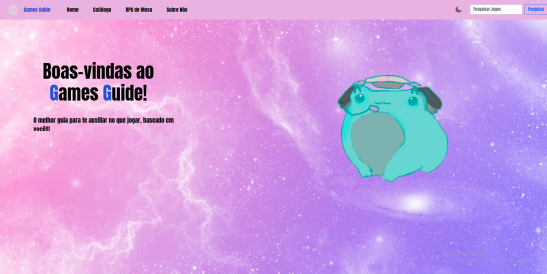 Games Guide Home Catálogo RPG de Mesa Sobre Nós Pesquisar Jogos Pesquisar
Boas-vindas ao
Games Guide!
O melhor guia para te auxiliar no que jogar, baseado em
você!!!